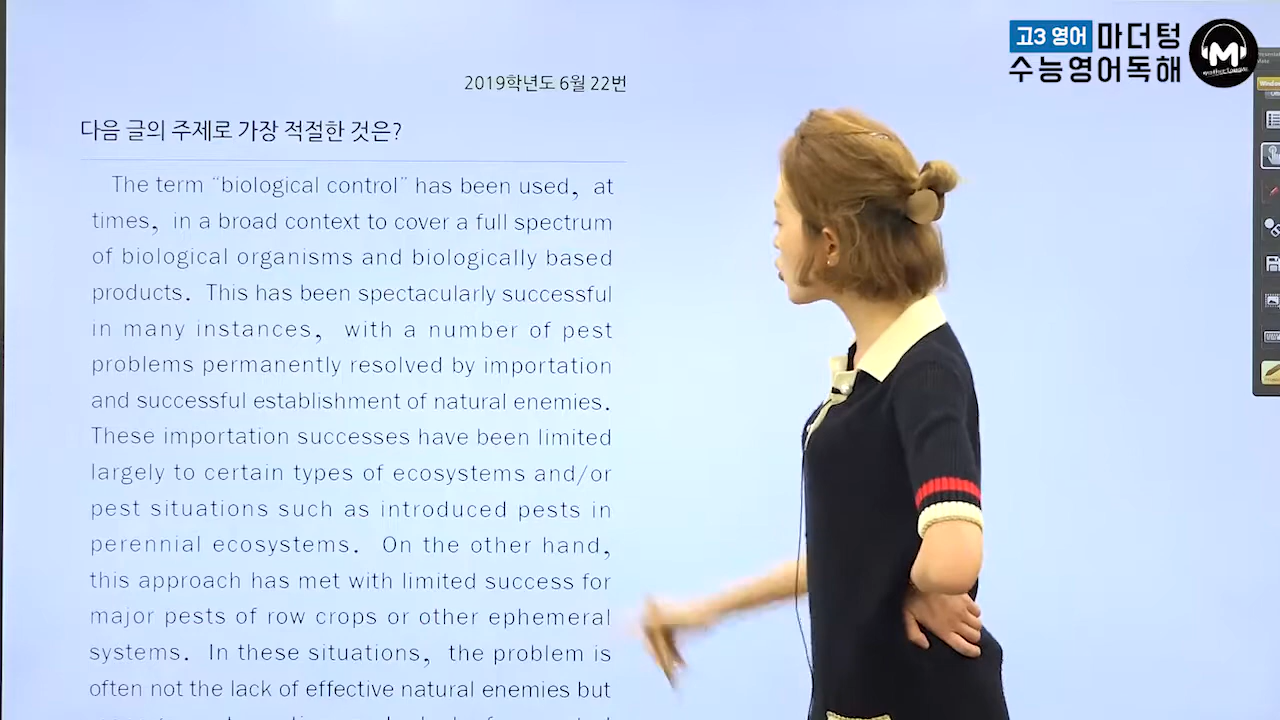 고3 영어 마더텅
수능영어독해
M
2019학년도 6월 22번
다음 글의 주제로 가장 적절한 것은?
The term “biological control” has been used, at
times, in a broad context to cover a full spectrum
of biological organisms and biologically based
products. This has been spectacularly successful
in many instances, with a number of pest
problems permanently resolved by importation
and successful establishment of natural enemies.
These importation successes have been limited
largely to certain types of ecosystems and/or
pest situations such as introduced pests in
perennial ecosystems. On the other hand,
this approach has met with limited success for
major pests of row crops or other ephemeral
systems. In these situations, the problem is
often not the lack of effective natural enemies but